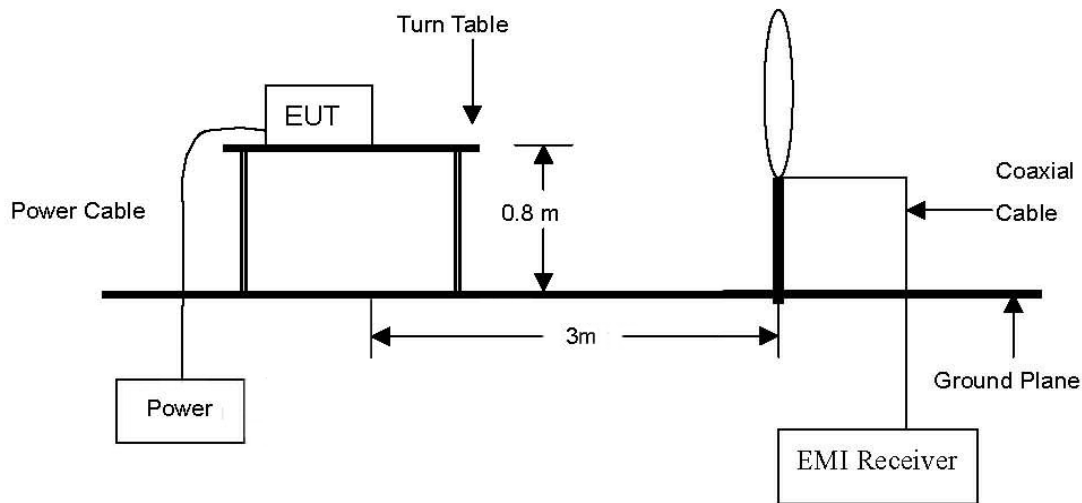 Turn Table
EUT
Power Cable
0.8 m
Coaxial
Cable
3m
Ground Plane
Power
EMI Receiver